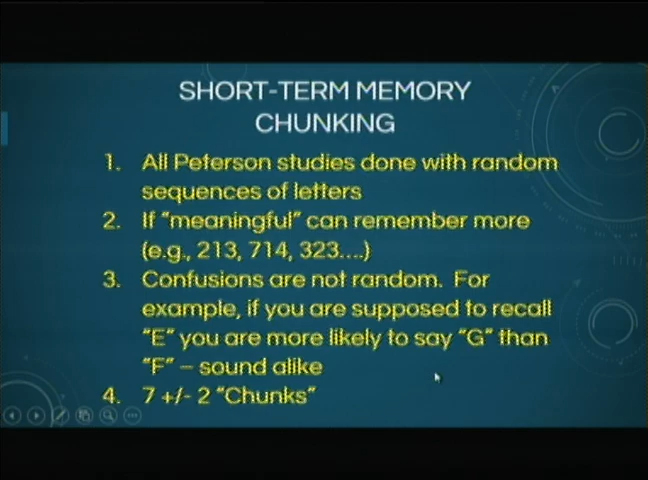 SHORT-TERM MEMORY
CHUNKING
1. All Peterson studies done with random
sequences of letters
2. If "meaningful" can remember more
(e.g., 213, 714, 323....)
3. Confusions are not random. For
example, if you are supposed to recall
"E" you are more likely to say "G" than
"F" – sound alike
4. 7 +/- 2 "Chunks"